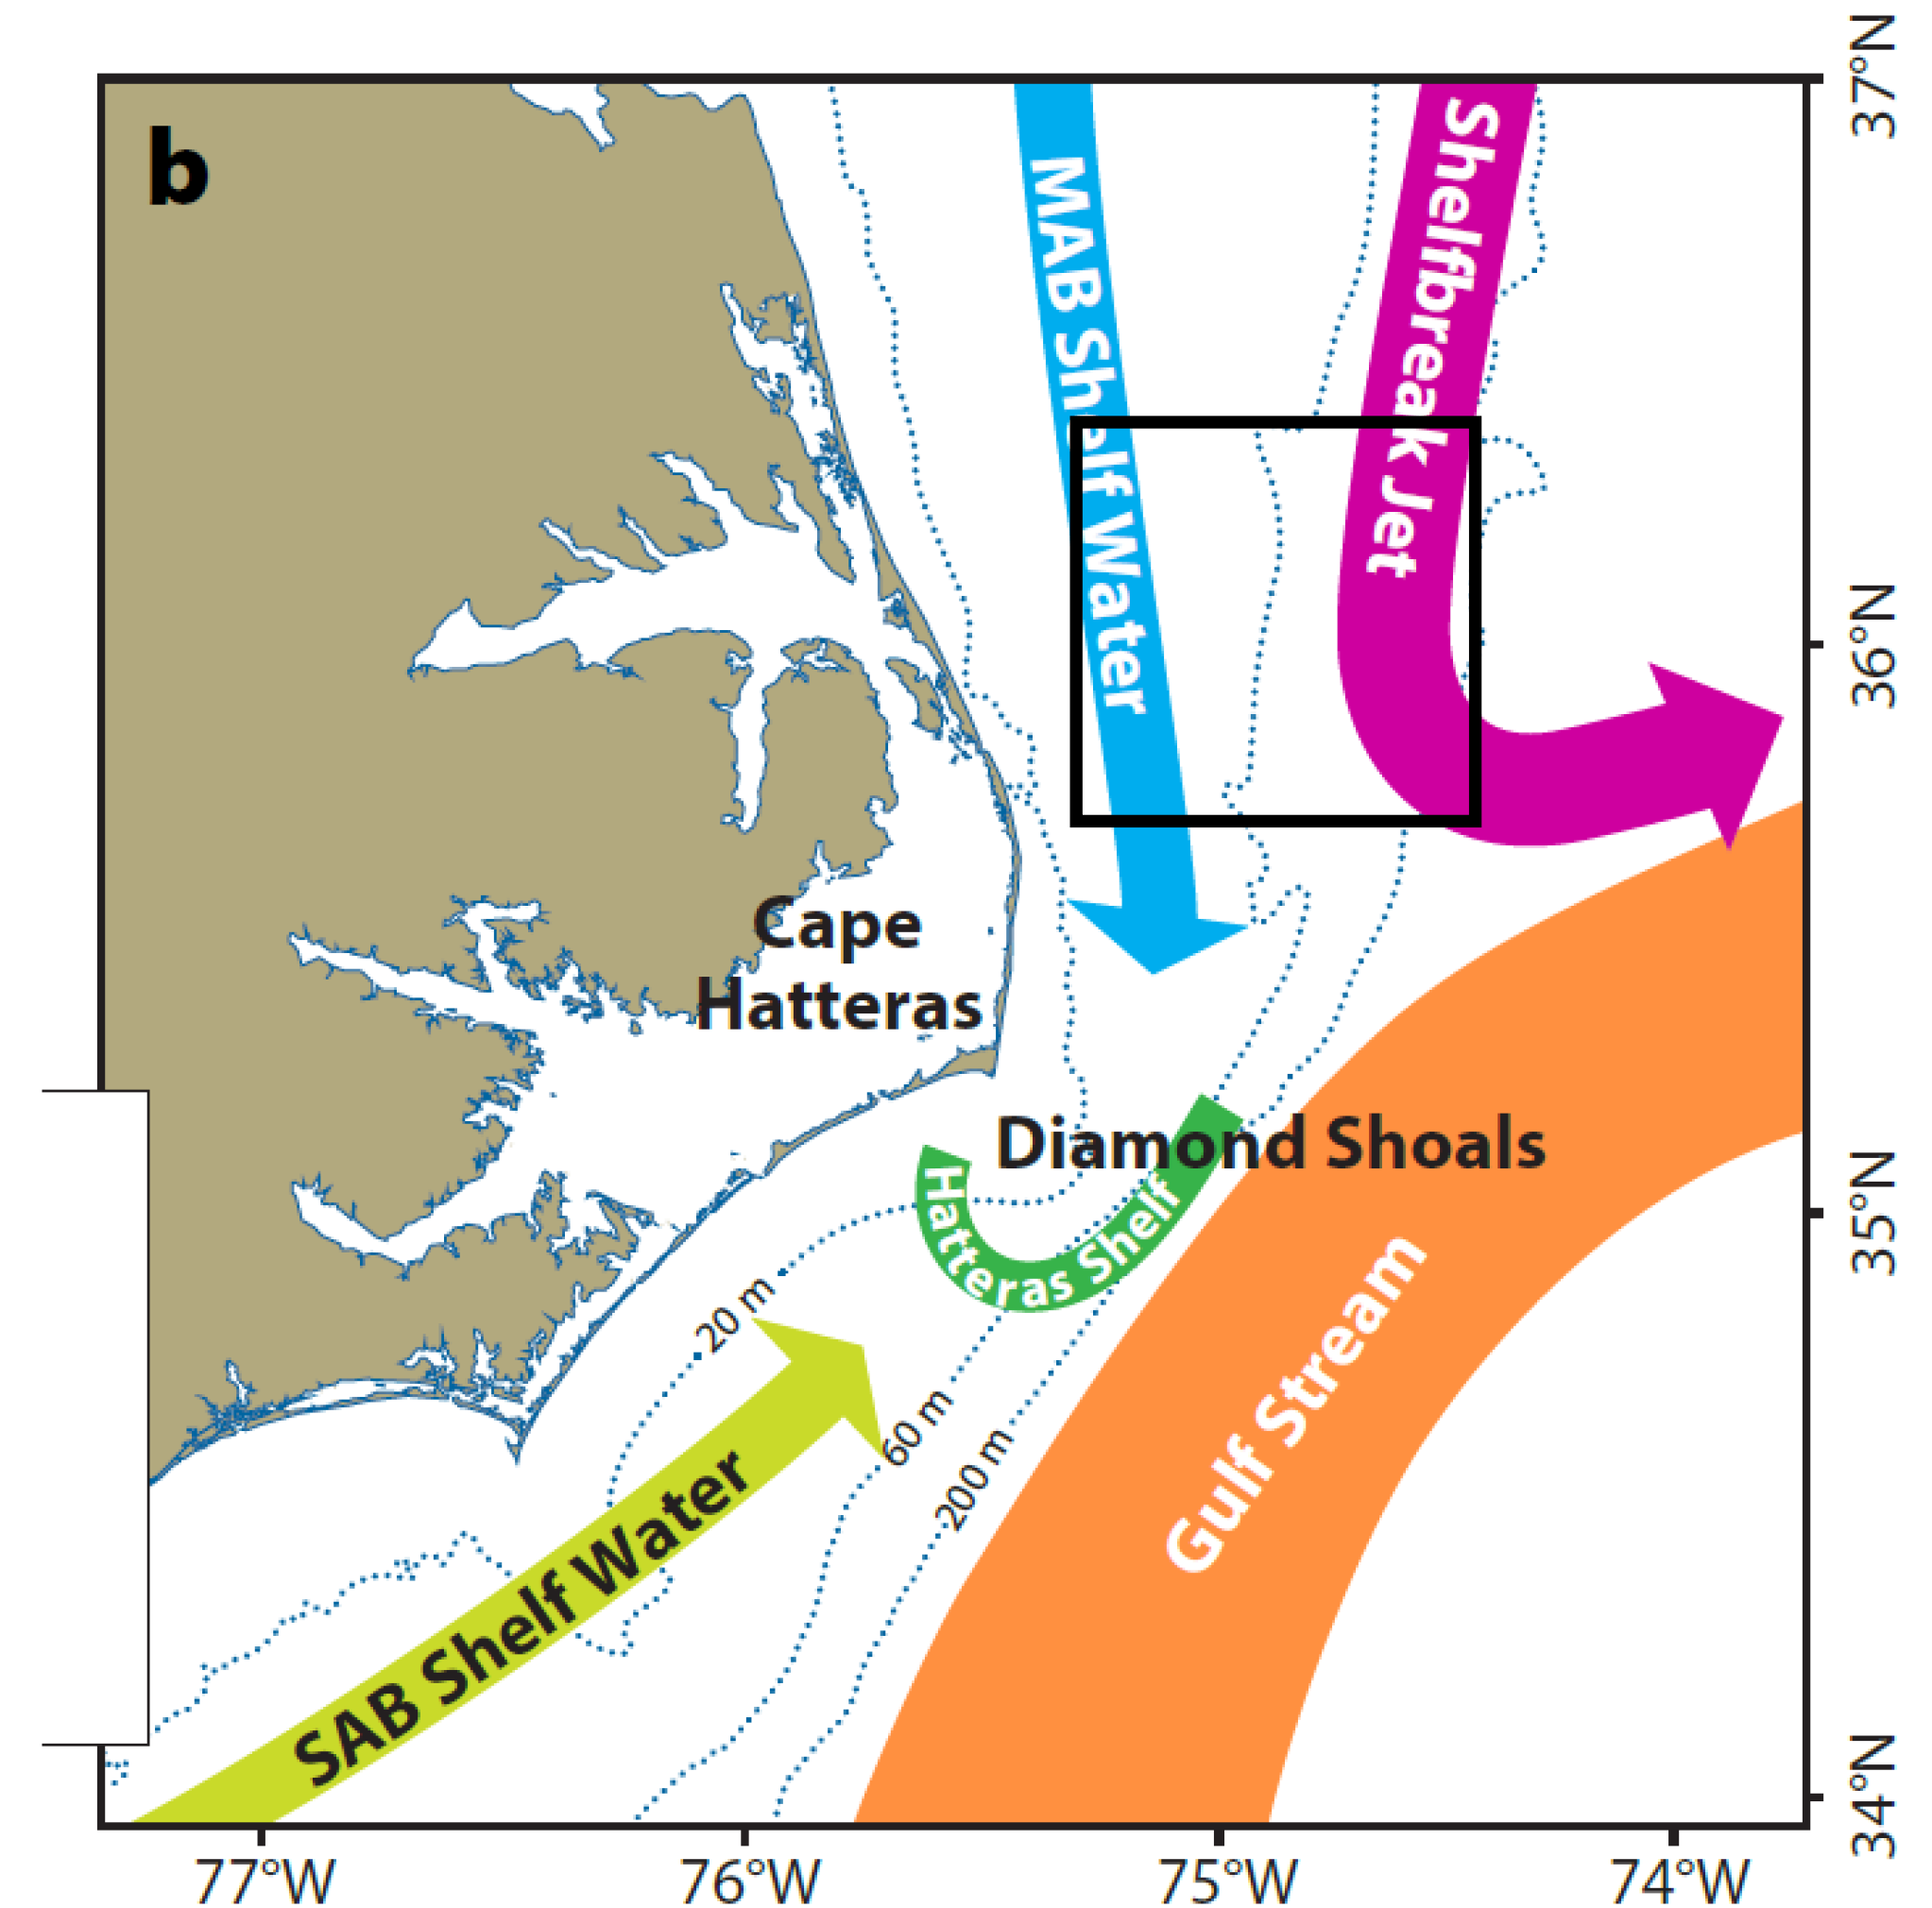 b
37°N
MAB Shelf Water
Shelfbreak Jet
36°N
Cape
Hatteras
Diamond Shoals
Hatteras Shelf
35°N
20 m
60 m
200 m
Gulf Stream
SAB Shelf Water
34°N
77°W
76°W
75°W
74°W